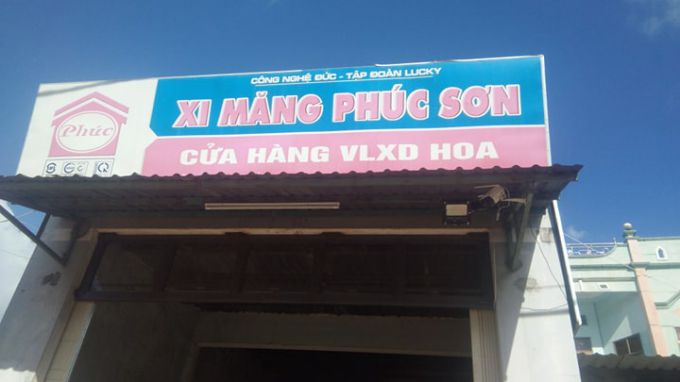 CÔNG NGHỆ ĐỨC - TẬP ĐOÀN LUCKY
XI MĂNG PHÚC SƠN
Phúc
CỬA HÀNG VLXD HOA